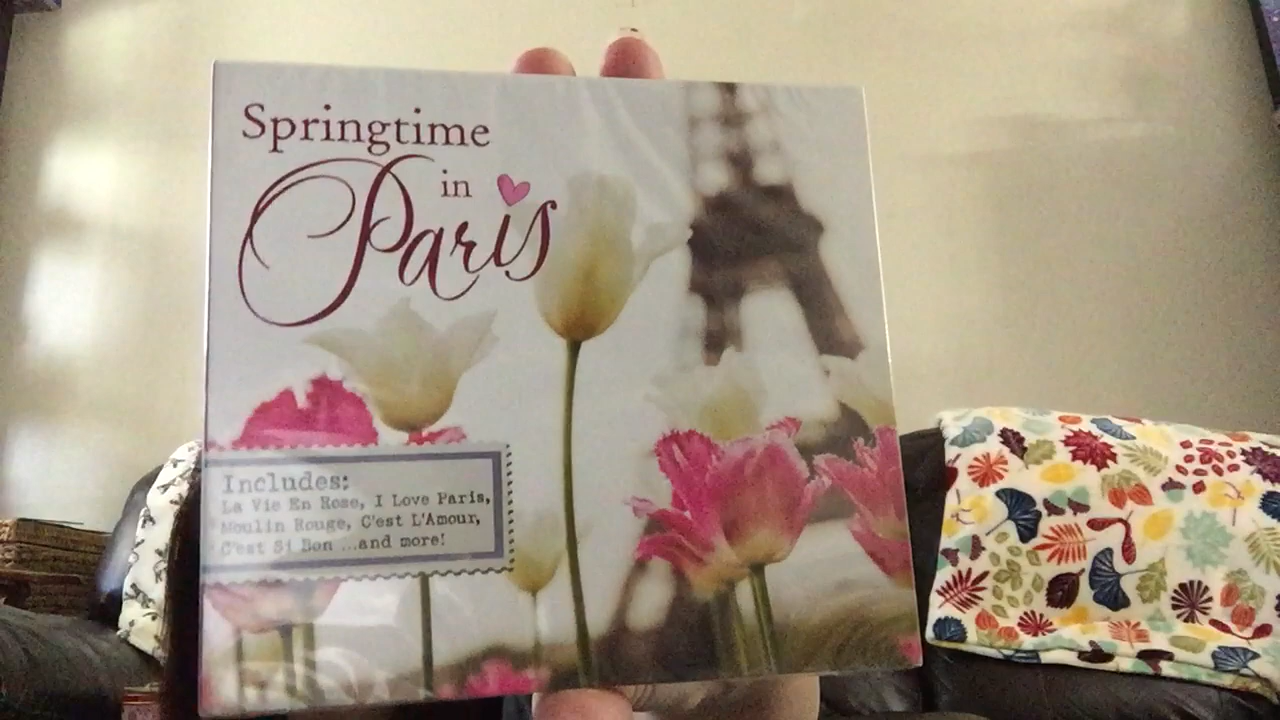 Springtime
in
Paris
Includes:
La Vie En Rose, I Love Paris,
Moulin Rouge, C'est L'Amour,
C'est Si Bon ...and more!